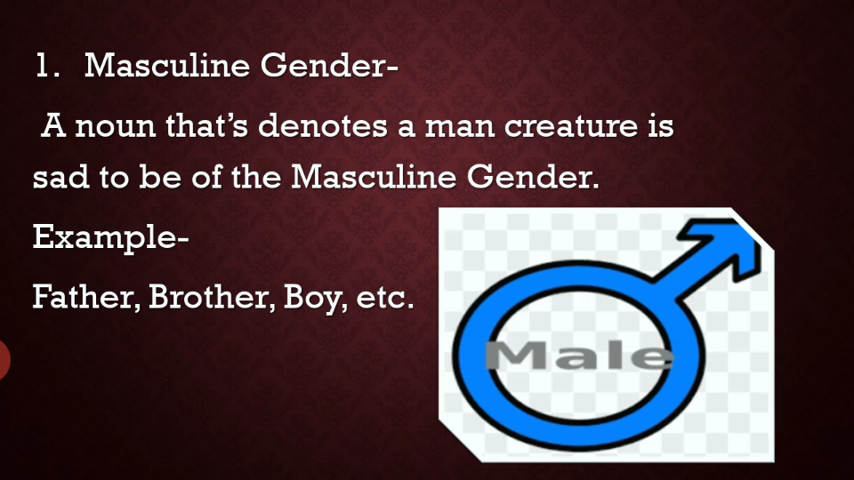 1. Masculine Gender-
A noun that's denotes a man creature is
sad to be of the Masculine Gender.
Example-
Father, Brother, Boy, etc.
Male